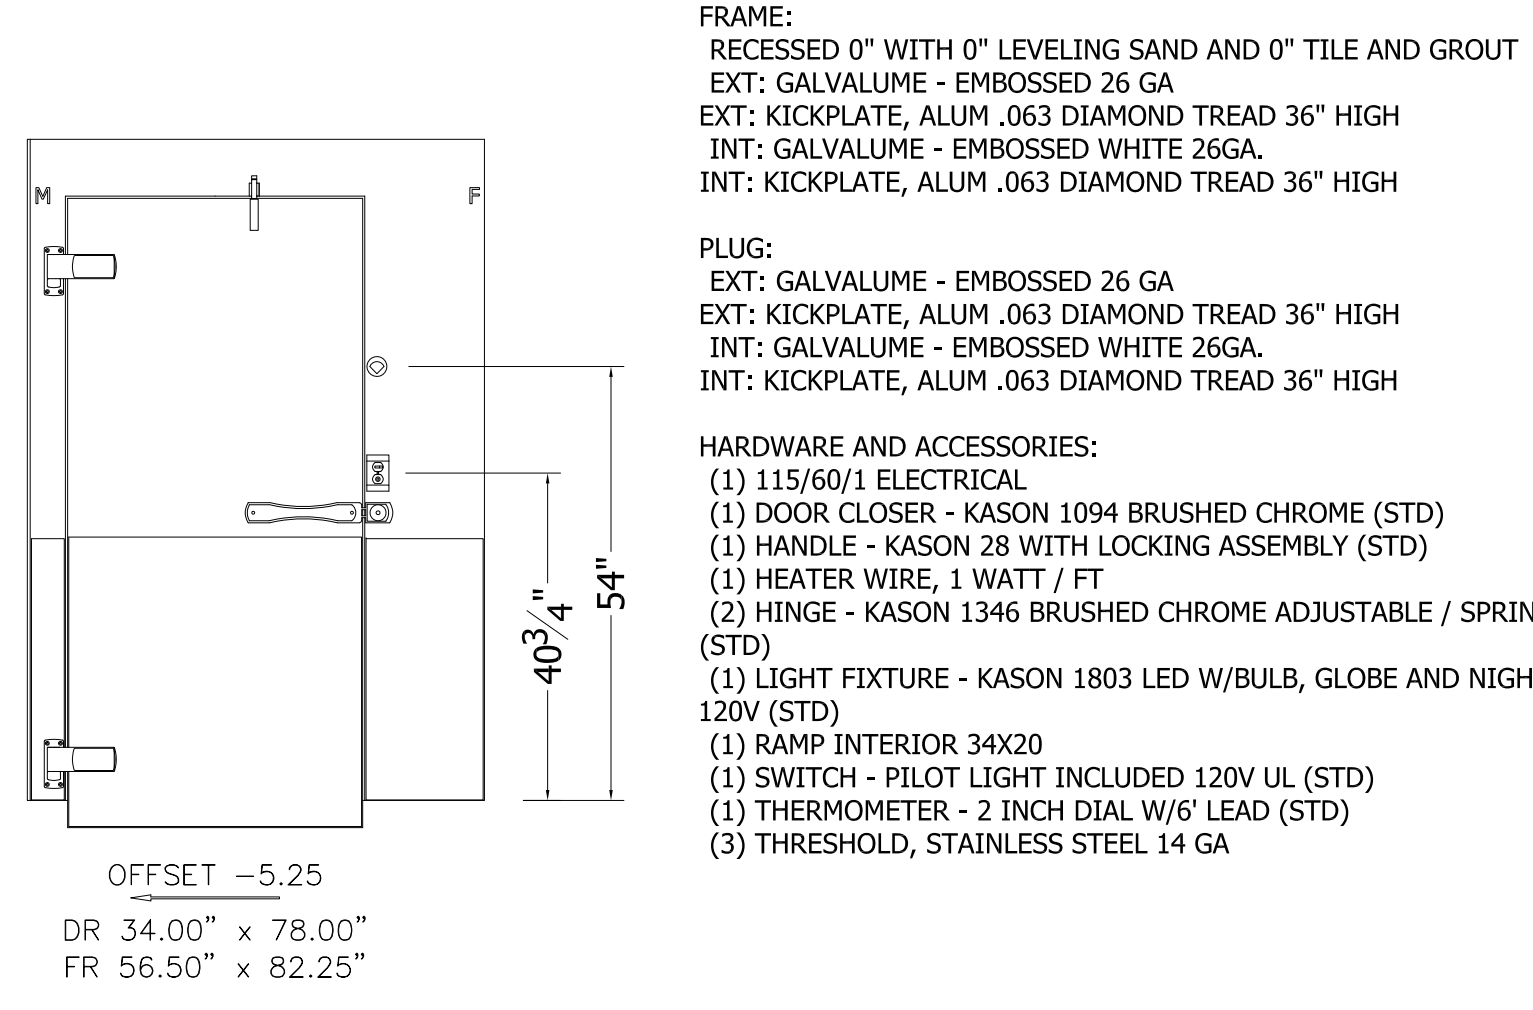 FRAME:
RECESSED 0" WITH 0" LEVELING SAND AND 0" TILE AND GROUT
EXT: GALVALUME - EMBOSSED 26 GA
EXT: KICKPLATE, ALUM .063 DIAMOND TREAD 36" HIGH
INT: GALVALUME - EMBOSSED WHITE 26GA.
INT: KICKPLATE, ALUM .063 DIAMOND TREAD 36" HIGH
PLUG:
EXT: GALVALUME - EMBOSSED 26 GA
EXT: KICKPLATE, ALUM .063 DIAMOND TREAD 36" HIGH
INT: GALVALUME - EMBOSSED WHITE 26GA.
INT: KICKPLATE, ALUM .063 DIAMOND TREAD 36" HIGH
HARDWARE AND ACCESSORIES:
(1) 115/60/1 ELECTRICAL
(1) DOOR CLOSER - KASON 1094 BRUSHED CHROME (STD)
(1) HANDLE - KASON 28 WITH LOCKING ASSEMBLY (STD)
(1) HEATER WIRE, 1 WATT / FT
(2) HINGE - KASON 1346 BRUSHED CHROME ADJUSTABLE / SPRIN
(STD)
(1) LIGHT FIXTURE - KASON 1803 LED W/BULB, GLOBE AND NIGH
120V (STD)
(1) RAMP INTERIOR 34X20
(1) SWITCH - PILOT LIGHT INCLUDED 120V UL (STD)
(1) THERMOMETER - 2 INCH DIAL W/6' LEAD (STD)
(3) THRESHOLD, STAINLESS STEEL 14 GA
M
F
40 3/4"
54"
OFFSET -5.25
DR 34.00" x 78.00"
FR 56.50" x 82.25"